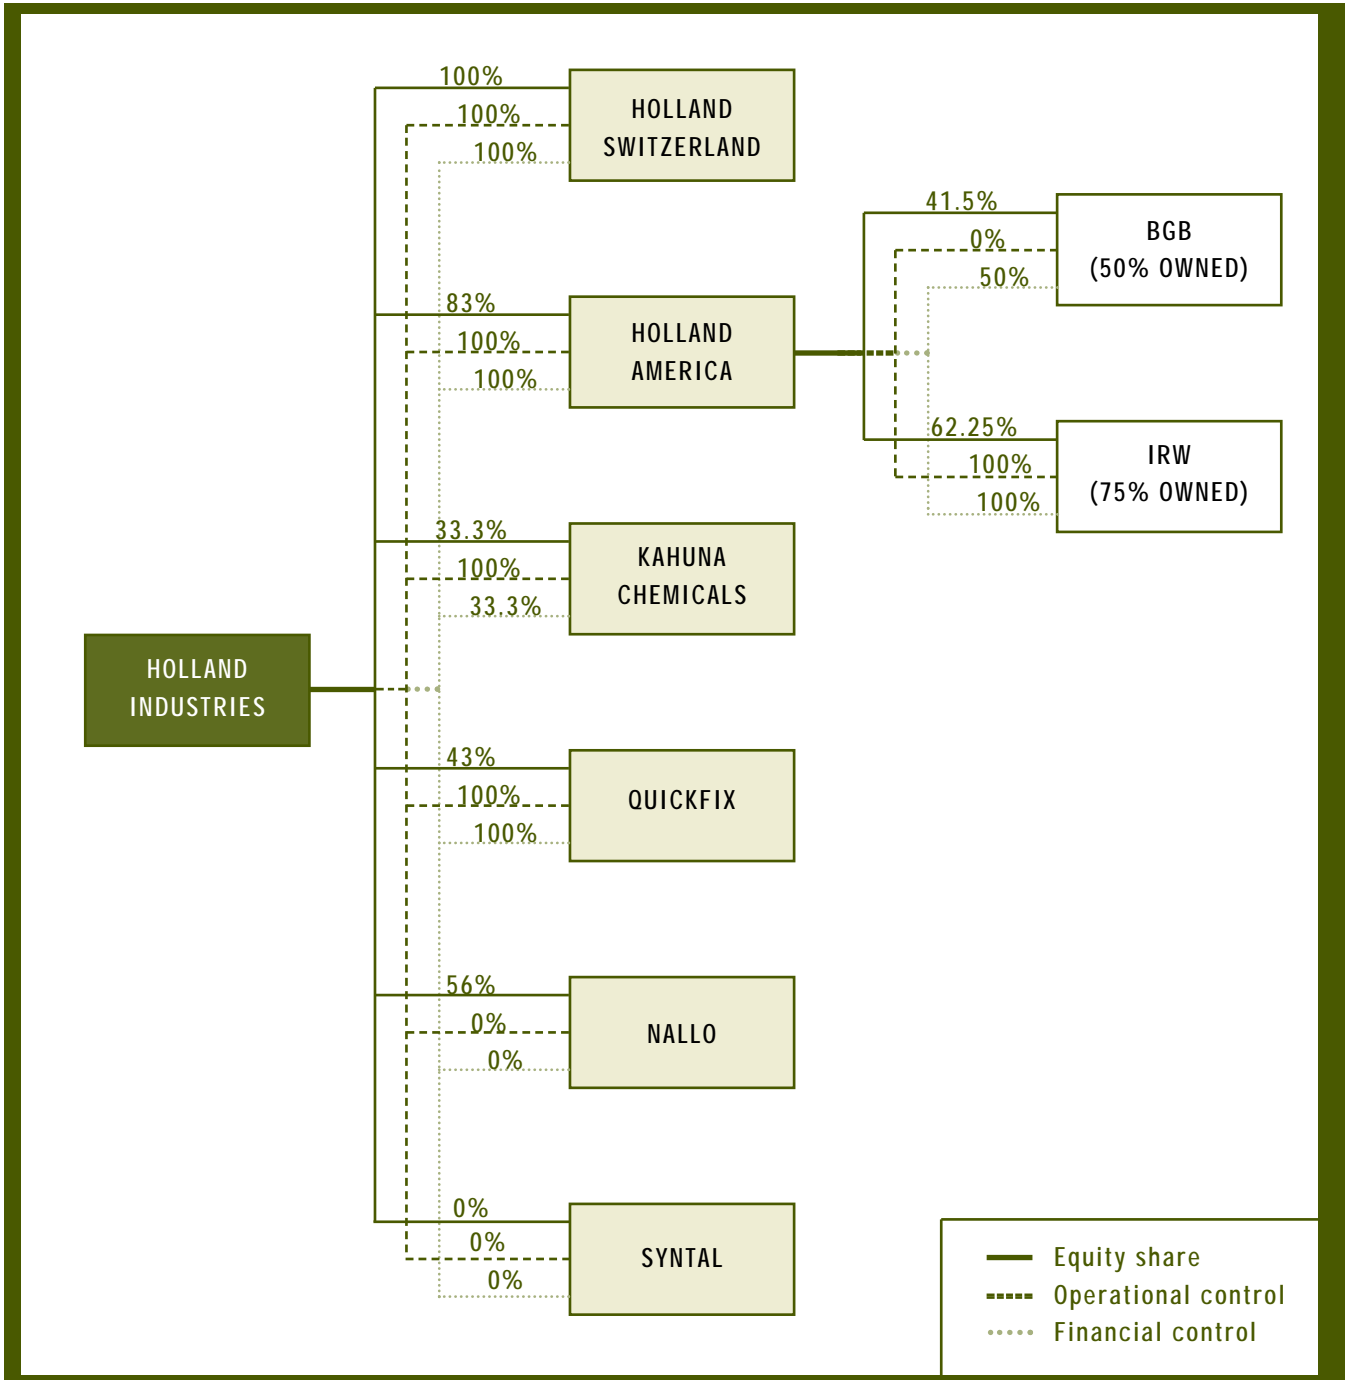 100%
100%
100%
HOLLAND
SWITZERLAND
41.5%
0%
50%
BGB
(50% OWNED)
83%
100%
100%
HOLLAND
AMERICA
62.25%
100%
100%
IRW
(75% OWNED)
33.3%
100%
33.3%
KAHUNA
CHEMICALS
HOLLAND
INDUSTRIES
43%
100%
100%
QUICKFIX
56%
0%
0%
NALLO
0%
0%
0%
SYNTAL
Equity share
Operational control
Financial control